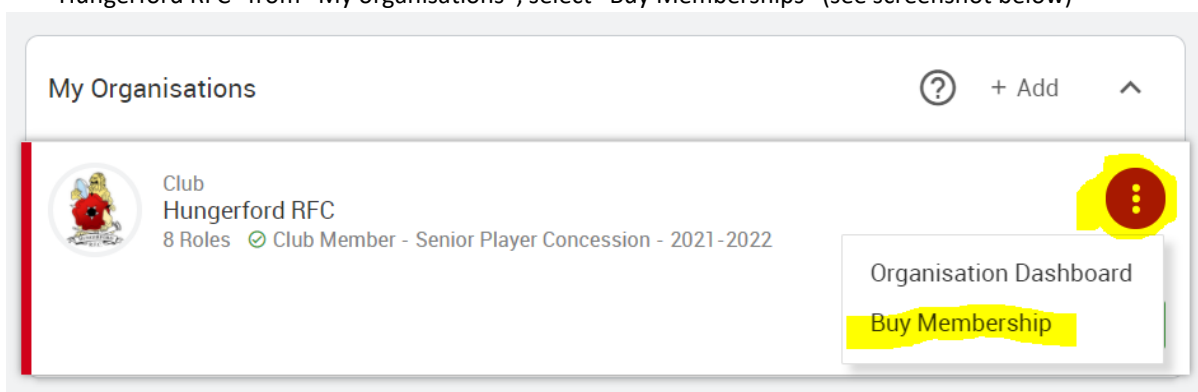 Hungerford RFC" from "My organisations", select "Buy Memberships" (see screenshot below)
My Organisations
+ Add
Club
Hungerford RFC
8 Roles Club Member - Senior Player Concession - 2021-2022
Organisation Dashboard
Buy Membership